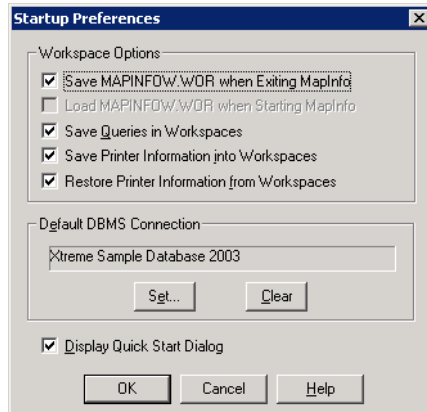 Startup Preferences
Workspace Options
Save MAPINFOW.WOR when Exiting MapInfo
Load MAPINFOW.WOR when Starting MapInfo
Save Queries in Workspaces
Save Printer Information into Workspaces
Restore Printer Information from Workspaces
Default DBMS Connection
Xtreme Sample Database 2003
Set... Clear
Display Quick Start Dialog
OK Cancel Help